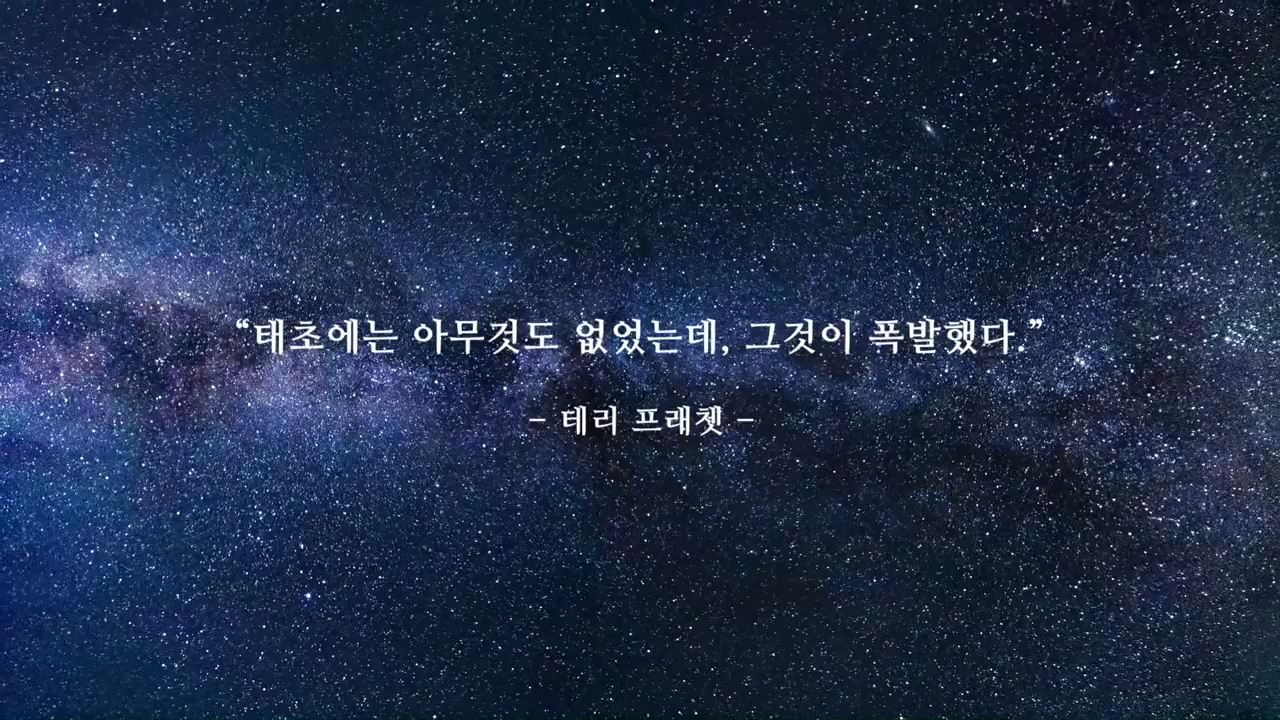 “태초에는 아무것도 없었는데, 그것이 폭발했다.”
– 테리 프래쳇 –